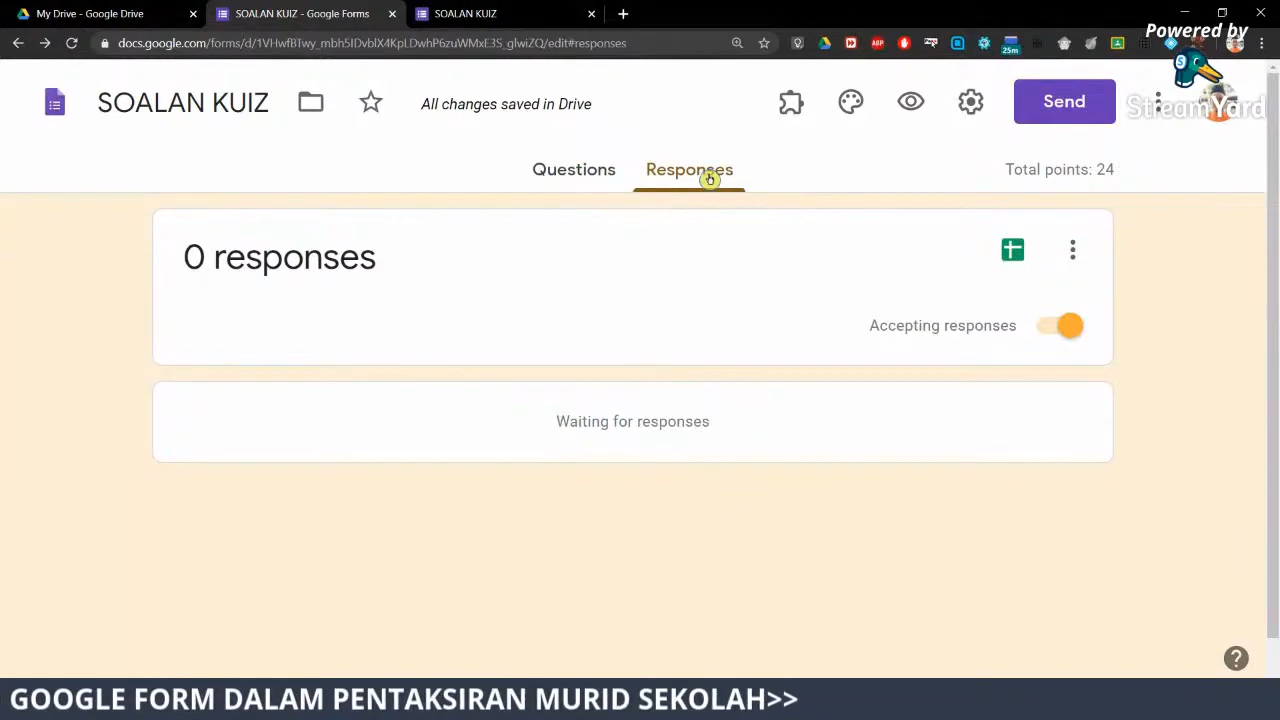 My Drive - Google Drive
SOALAN KUIZ - Google Forms
SOALAN KUIZ
Powered by
docs.google.com/forms/d/1VHwfBTwy_mbh5IDvblX4KpLDwhP6zuWMxE3S_glwiZQ/edit#responses
ABP
25m
SOALAN KUIZ
All changes saved in Drive
Send
StreamYard
Questions
Responses
Total points: 24
0 responses
Accepting responses
Waiting for responses
GOOGLE FORM DALAM PENTAKSIRAN MURID SEKOLAH>>